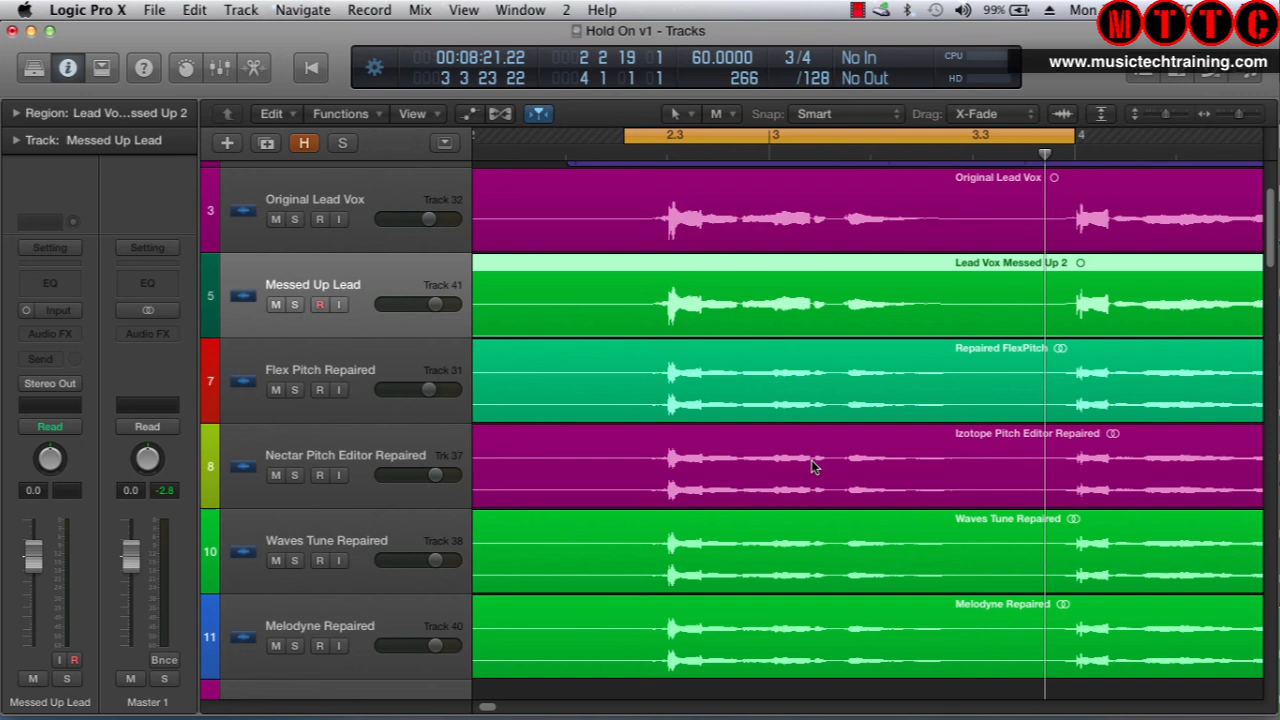 Logic Pro X File Edit Track Navigate Record Mix View Window 2 Help 99% Mon
MTTC
www.musictechtraining.com
Hold On v1 - Tracks
00:08:21.22 2 2 19 01 60.0000 3/4 No In CPU
3 3 23 22 4 1 01 01 266 /128 No Out HD
Region: Lead Vo...ssed Up 2
Edit Functions View M Snap: Smart Drag: X-Fade
Track: Messed Up Lead
H S
2.3 3 3.3 4
3 Original Lead Vox Track 32
M S R I
Original Lead Vox
5 Messed Up Lead Track 41
M S R I
Lead Vox Messed Up 2
7 Flex Pitch Repaired Track 31
M S R I
Repaired FlexPitch
8 Nectar Pitch Editor Repaired Trk 37
M S R I
Izotope Pitch Editor Repaired
10 Waves Tune Repaired Track 38
M S R I
Waves Tune Repaired
11 Melodyne Repaired Track 40
M S R I
Melodyne Repaired
Setting Setting
EQ EQ
Input
Audio FX Audio FX
Send
Stereo Out
Read Read
0.0 0.0 -2.8
I R Bnce
M S M S
Messed Up Lead Master 1